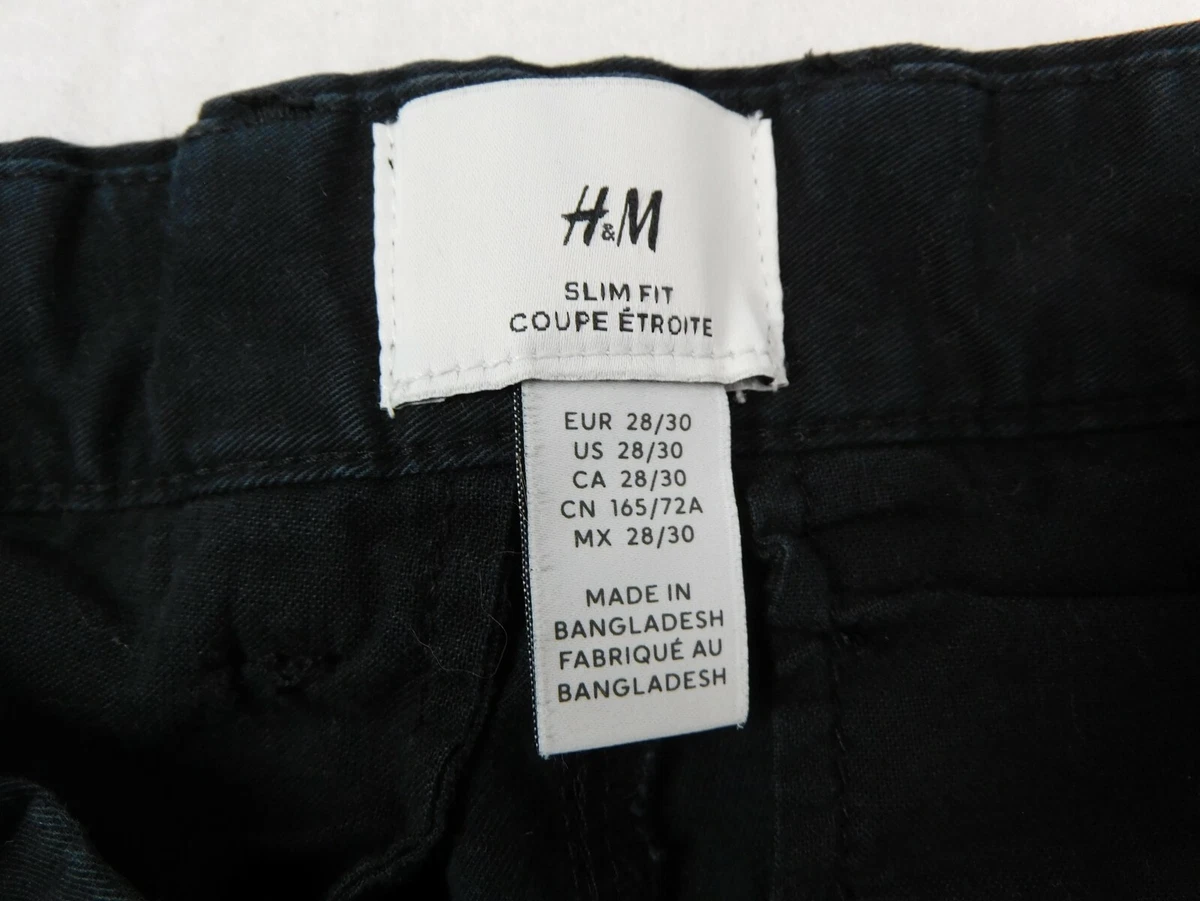 H&M
SLIM FIT
COUPE ÉTROITE
EUR 28/30
US 28/30
CA 28/30
CN 165/72A
MX 28/30
MADE IN
BANGLADESH
FABRIQUÉ AU
BANGLADESH